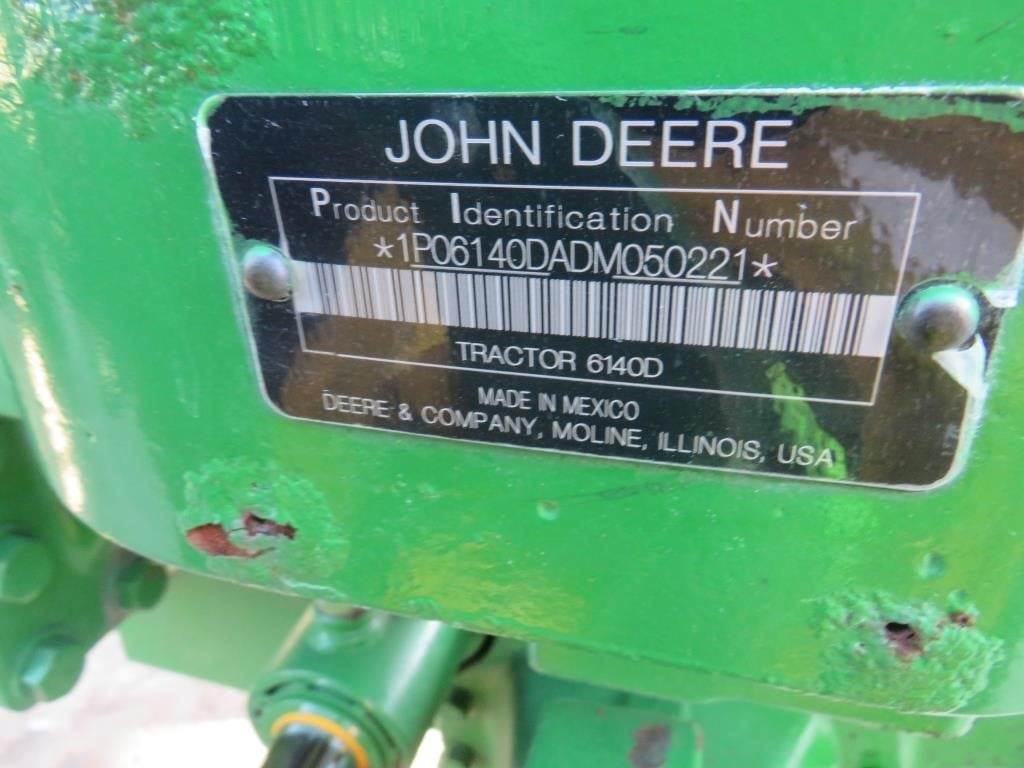 JOHN DEERE
Product Identification Number
*1P06140DADM050221*
TRACTOR 6140D
MADE IN MEXICO
DEERE & COMPANY, MOLINE, ILLINOIS, USA